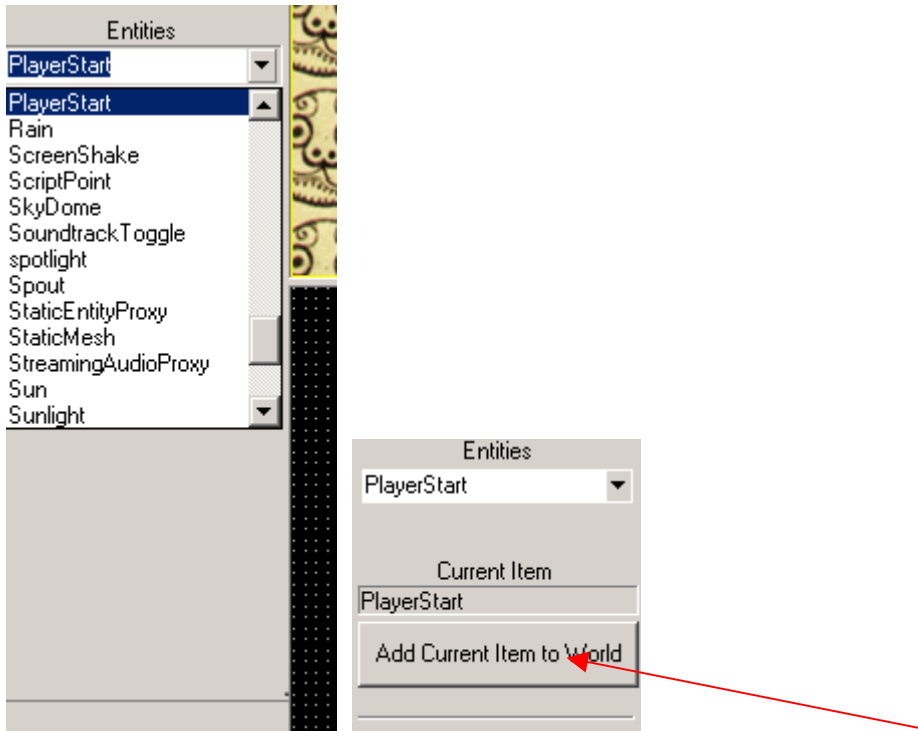 Entities
PlayerStart
PlayerStart
Rain
ScreenShake
ScriptPoint
SkyDome
SoundtrackToggle
spotlight
Spout
StaticEntityProxy
StaticMesh
StreamingAudioProxy
Sun
Sunlight
Entities
PlayerStart
Current Item
PlayerStart
Add Current Item to World